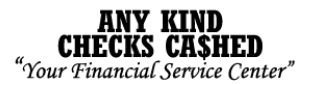 ANY KIND
CHECKS CA$HED
“Your Financial Service Center”